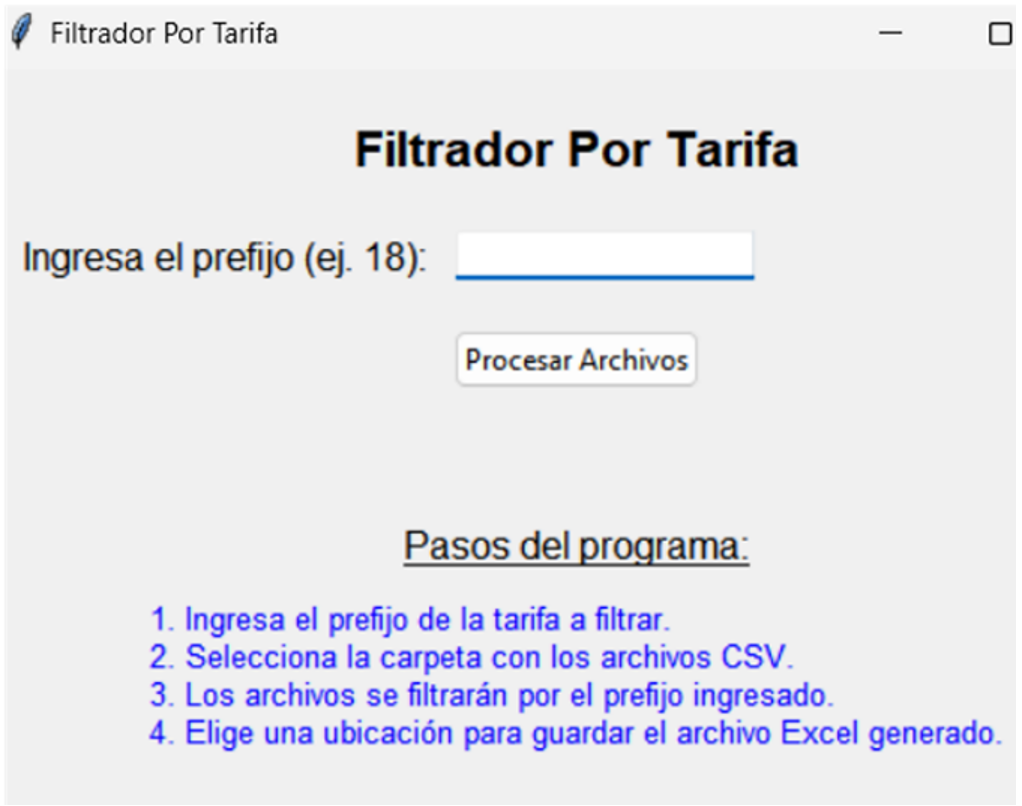 Filtrador Por Tarifa
Filtrador Por Tarifa
Ingresa el prefijo (ej. 18):
Procesar Archivos
Pasos del programa:
1. Ingresa el prefijo de la tarifa a filtrar.
2. Selecciona la carpeta con los archivos CSV.
3. Los archivos se filtrarán por el prefijo ingresado.
4. Elige una ubicación para guardar el archivo Excel generado.